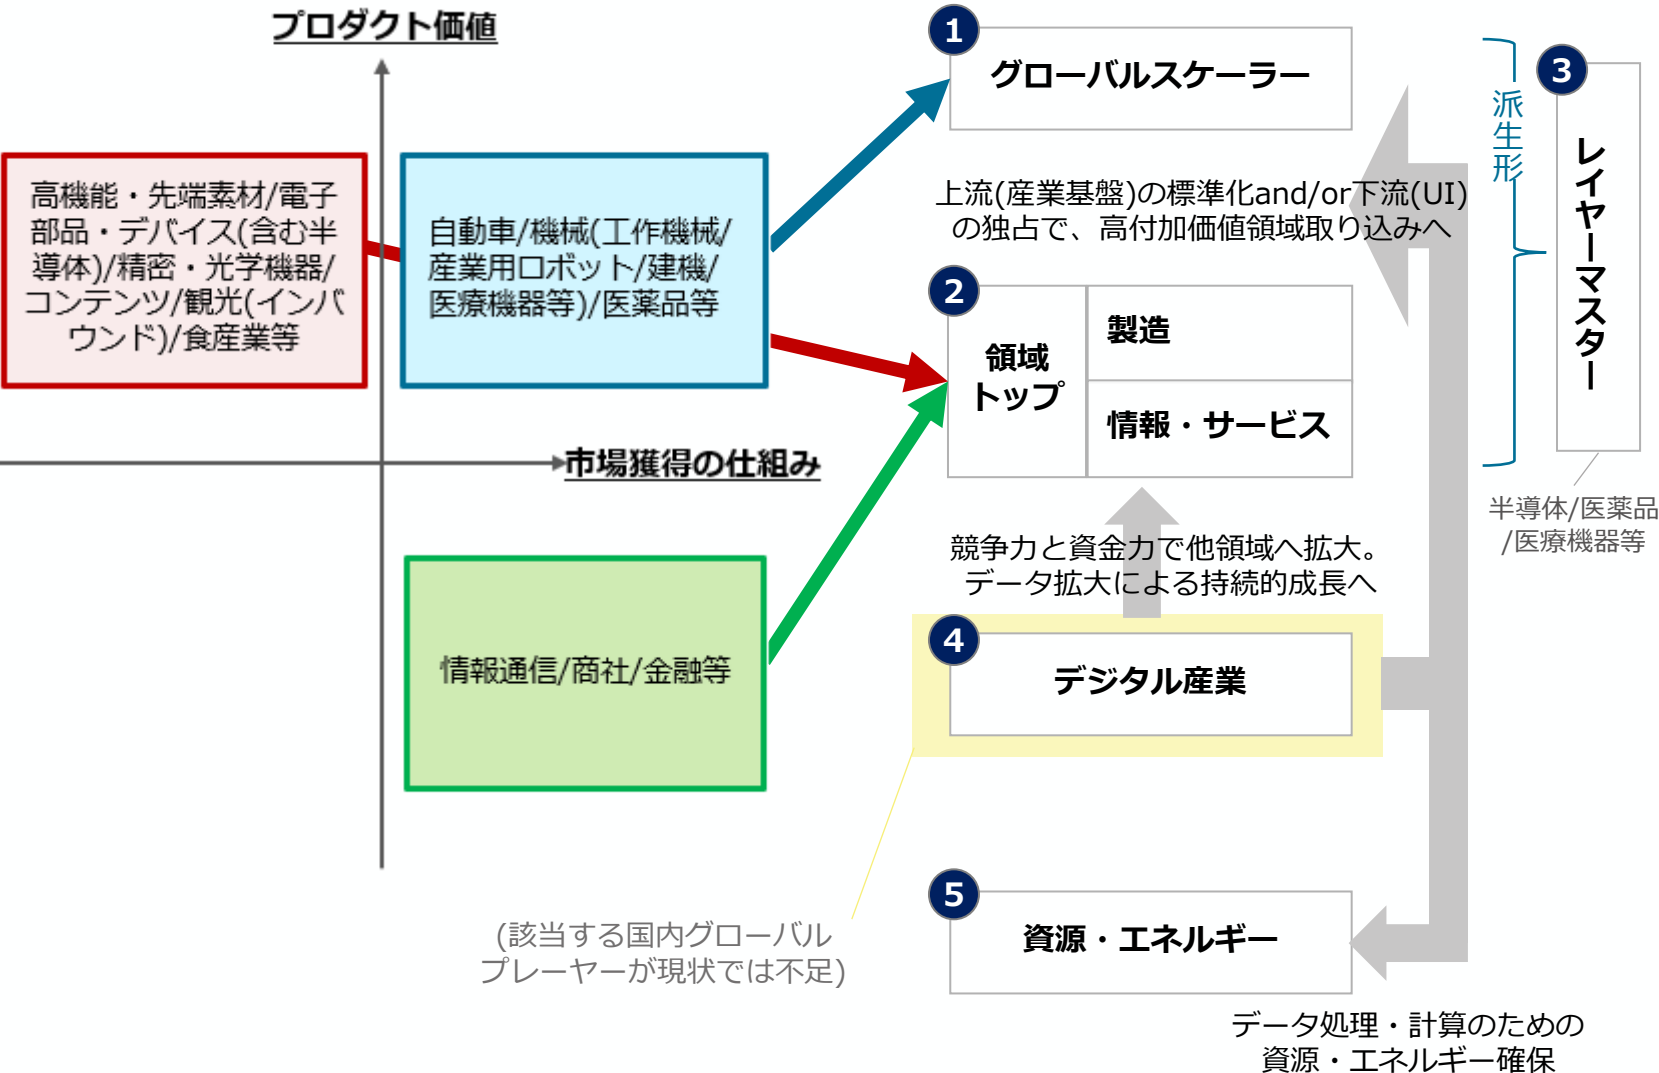 プロダクト価値
高機能・先端素材/電子
部品・デバイス(含む半
導体)/精密・光学機器/
コンテンツ/観光(インバ
ウンド)/食産業等
自動車/機械(工作機械/
産業用ロボット/建機/
医療機器等)/医薬品等
市場獲得の仕組み
情報通信/商社/金融等
(該当する国内グローバル
プレーヤーが現状では不足)
1
グローバルスケーラー
上流(産業基盤)の標準化and/or下流(UI)
の独占で、高付加価値領域取り込みへ
2
領域
トップ
製造
情報・サービス
競争力と資金力で他領域へ拡大。
データ拡大による持続的成長へ
4
デジタル産業
5
資源・エネルギー
データ処理・計算のための
資源・エネルギー確保
派生形
3
レイヤーマスター
半導体/医薬品
/医療機器等